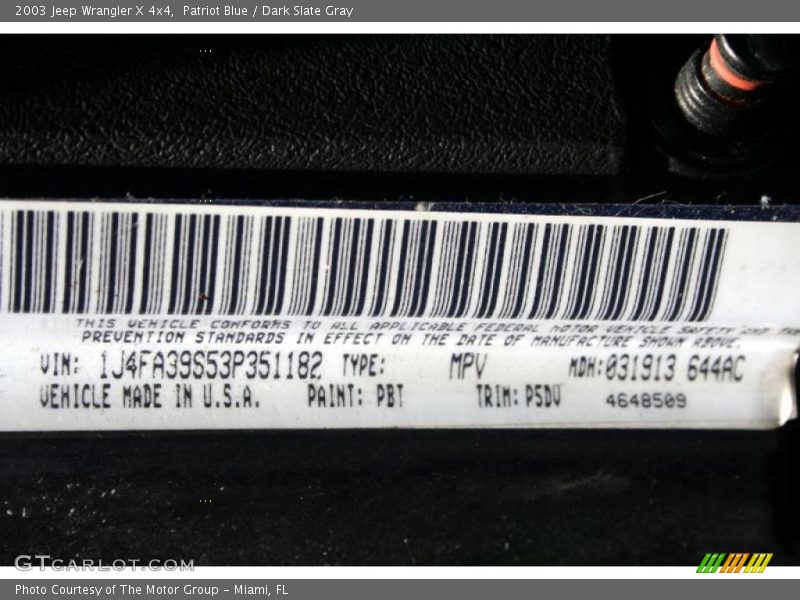 2003 Jeep Wrangler X 4x4, Patriot Blue / Dark Slate Gray
THIS VEHICLE CONFORMS TO ALL APPLICABLE FEDERAL MOTOR VEHICLE SAFETY AND
PREVENTION STANDARDS IN EFFECT ON THE DATE OF MANUFACTURE SHOWN ABOVE.
VIN: 1J4FA39S53P351182 TYPE: MPV MDH:031913 644AC
VEHICLE MADE IN U.S.A. PAINT: PBT TRIM: P5DV 4648509
GTCARLOT.COM
Photo Courtesy of The Motor Group - Miami, FL